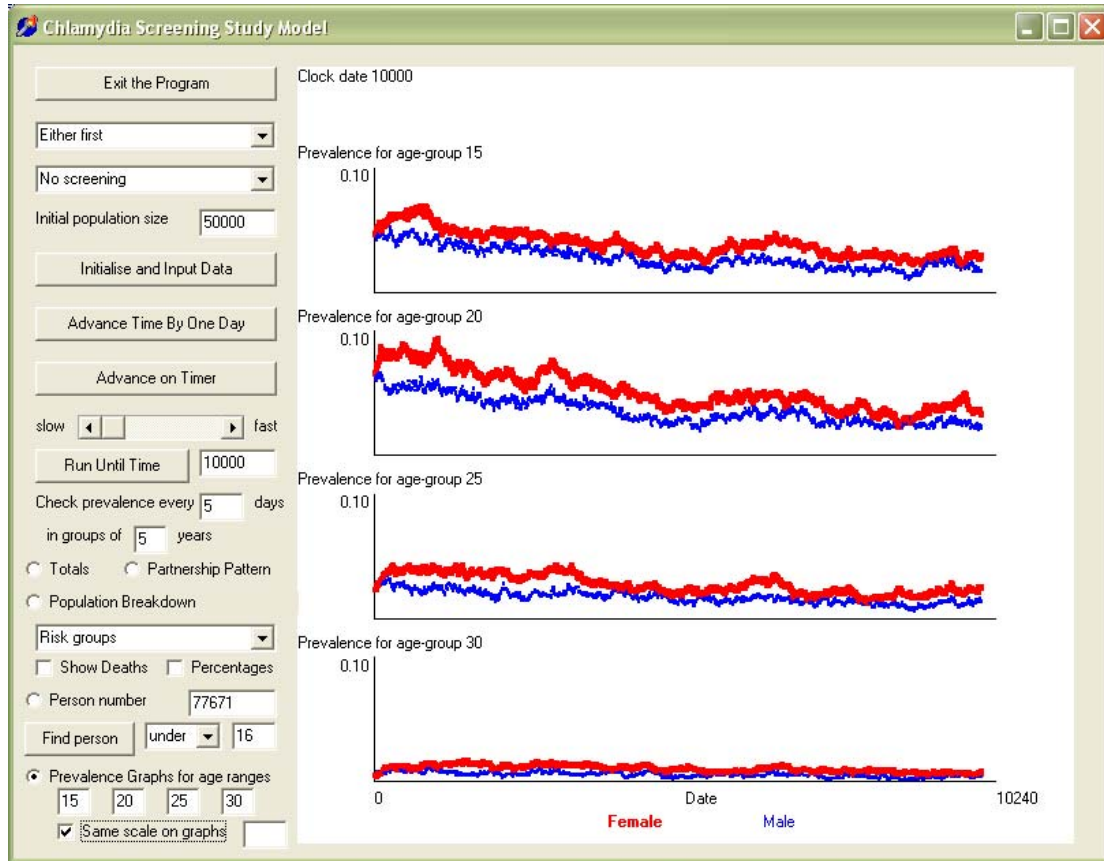 Chlamydia Screening Study Model
Exit the Program
Either first
No screening
Initial population size 50000
Initialise and Input Data
Advance Time By One Day
Advance on Timer
slow fast
Run Until Time 10000
Check prevalence every 5 days
in groups of 5 years
Totals Partnership Pattern
Population Breakdown
Risk groups
Show Deaths Percentages
Person number 77671
Find person under 16
Prevalence Graphs for age ranges
15 20 25 30
Same scale on graphs
Clock date 10000
Prevalence for age-group 15
0.10
Prevalence for age-group 20
0.10
Prevalence for age-group 25
0.10
Prevalence for age-group 30
0.10
0 Date 10240
Female Male